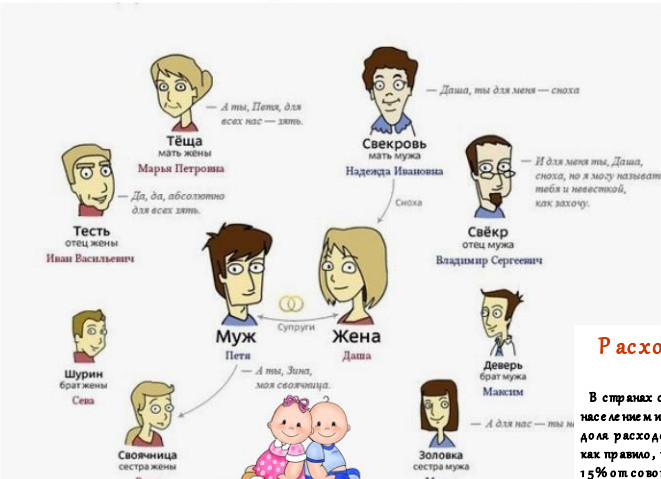 — А ты, Петя, для
всех нас — зять.
Тёща
мать жены
Марья Петровна
— Даша, ты для меня — сноха
Свекровь
мать мужа
Надежда Ивановна
— И для меня ты, Даша,
сноха, но я могу называт
тебя и невесткой,
как захочу.
— Да, да, абсолютно
для всех зять.
Тесть
отец жены
Иван Васильевич
Сноха
Свёкр
отец мужа
Владимир Сергеевич
Супруги
Муж
Петя
Жена
Даша
Шурин
брат жены
Сева
— А ты, Зина,
моя своячница.
Деверь
брат мужа
Максим
Своячница
сестра жены
— А для нас — ты н
Золовка
сестра мужа
Расхо
В странах с
населением и
доля расход
как правило,
15% от сово